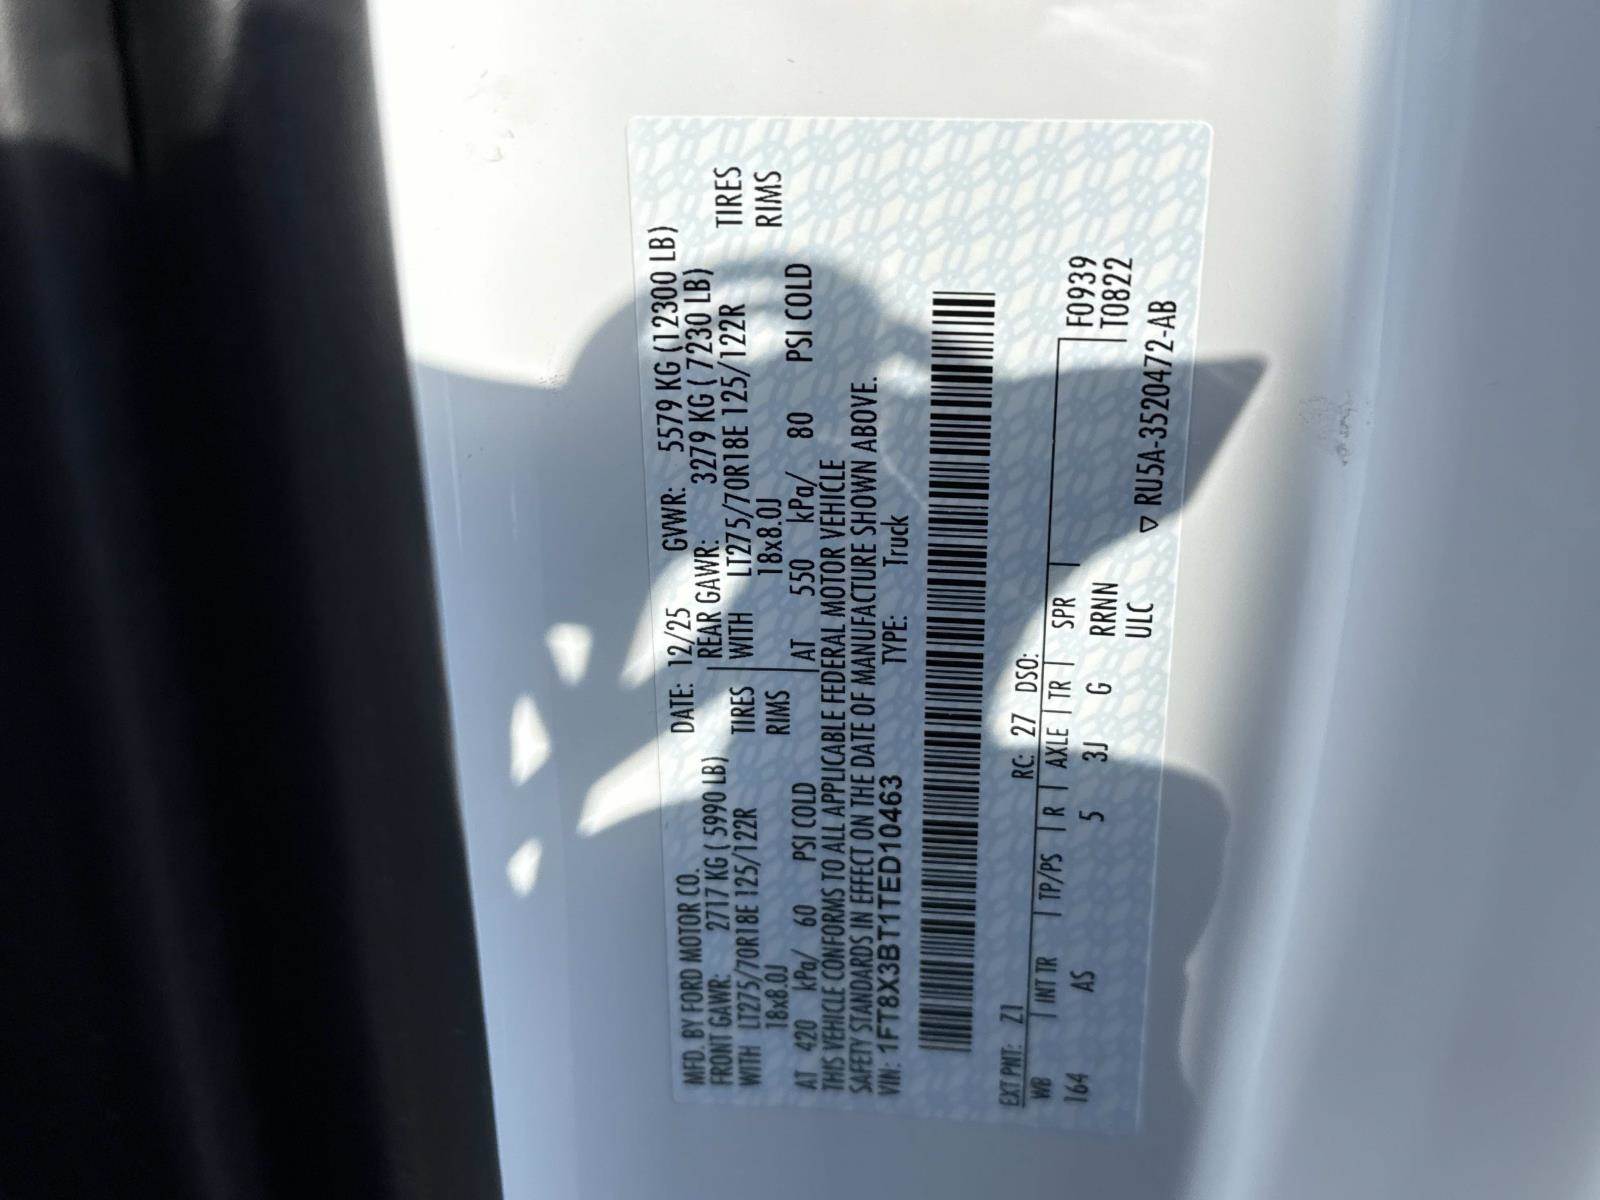 MFD. BY FORD MOTOR CO. DATE: 12/25 GVWR: 5579 KG (12300 LB)
FRONT GAWR: 2717 KG ( 5990 LB) REAR GAWR: 3279 KG ( 7230 LB)
WITH LT275/70R18E 125/122R TIRES WITH LT275/70R18E 125/122R TIRES
18x8.0J RIMS 18x8.0J RIMS
AT 420 kPa/ 60 PSI COLD AT 550 kPa/ 80 PSI COLD
THIS VEHICLE CONFORMS TO ALL APPLICABLE FEDERAL MOTOR VEHICLE
SAFETY STANDARDS IN EFFECT ON THE DATE OF MANUFACTURE SHOWN ABOVE.
VIN: 1FT8X3BT1TED10463 TYPE: Truck
EXT PNT: Z1 RC: 27 DSO: F0939
WB | INT TR | TP/PS | R | AXLE | TR | SPR | T0822
164 AS 5 3J G RRNN
ULC ▽ RU5A-3520472-AB